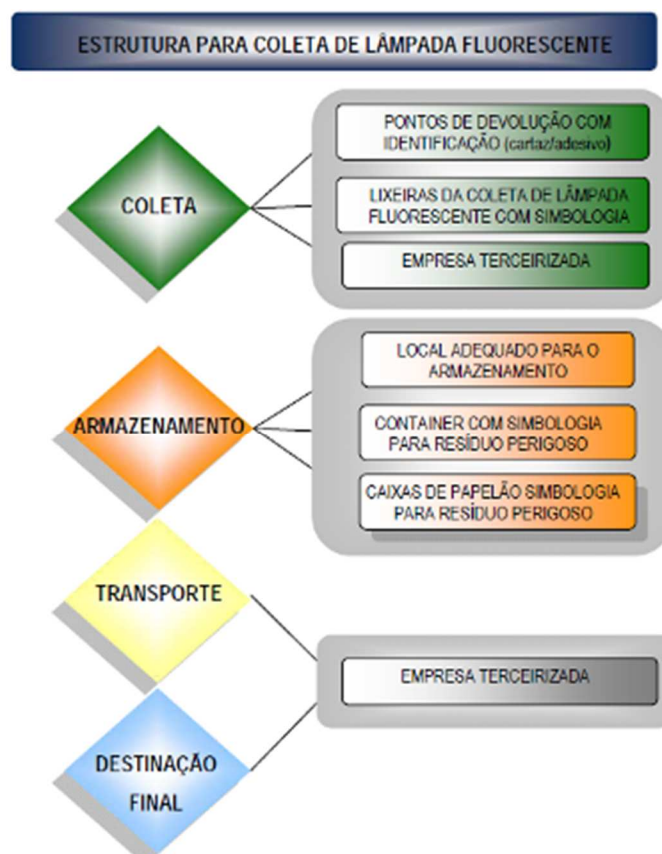 ESTRUTURA PARA COLETA DE LÂMPADA FLUORESCENTE
COLETA
PONTOS DE DEVOLUÇÃO COM
IDENTIFICAÇÃO (cartaz/adesivo)
LIXEIRAS DA COLETA DE LÂMPADA
FLUORESCENTE COM SIMBOLOGIA
EMPRESA TERCEIRIZADA
ARMAZENAMENTO
LOCAL ADEQUADO PARA O
ARMAZENAMENTO
CONTAINER COM SIMBOLOGIA
PARA RESÍDUO PERIGOSO
CAIXAS DE PAPELÃO SIMBOLOGIA
PARA RESÍDUO PERIGOSO
TRANSPORTE
EMPRESA TERCEIRIZADA
DESTINAÇÃO
FINAL